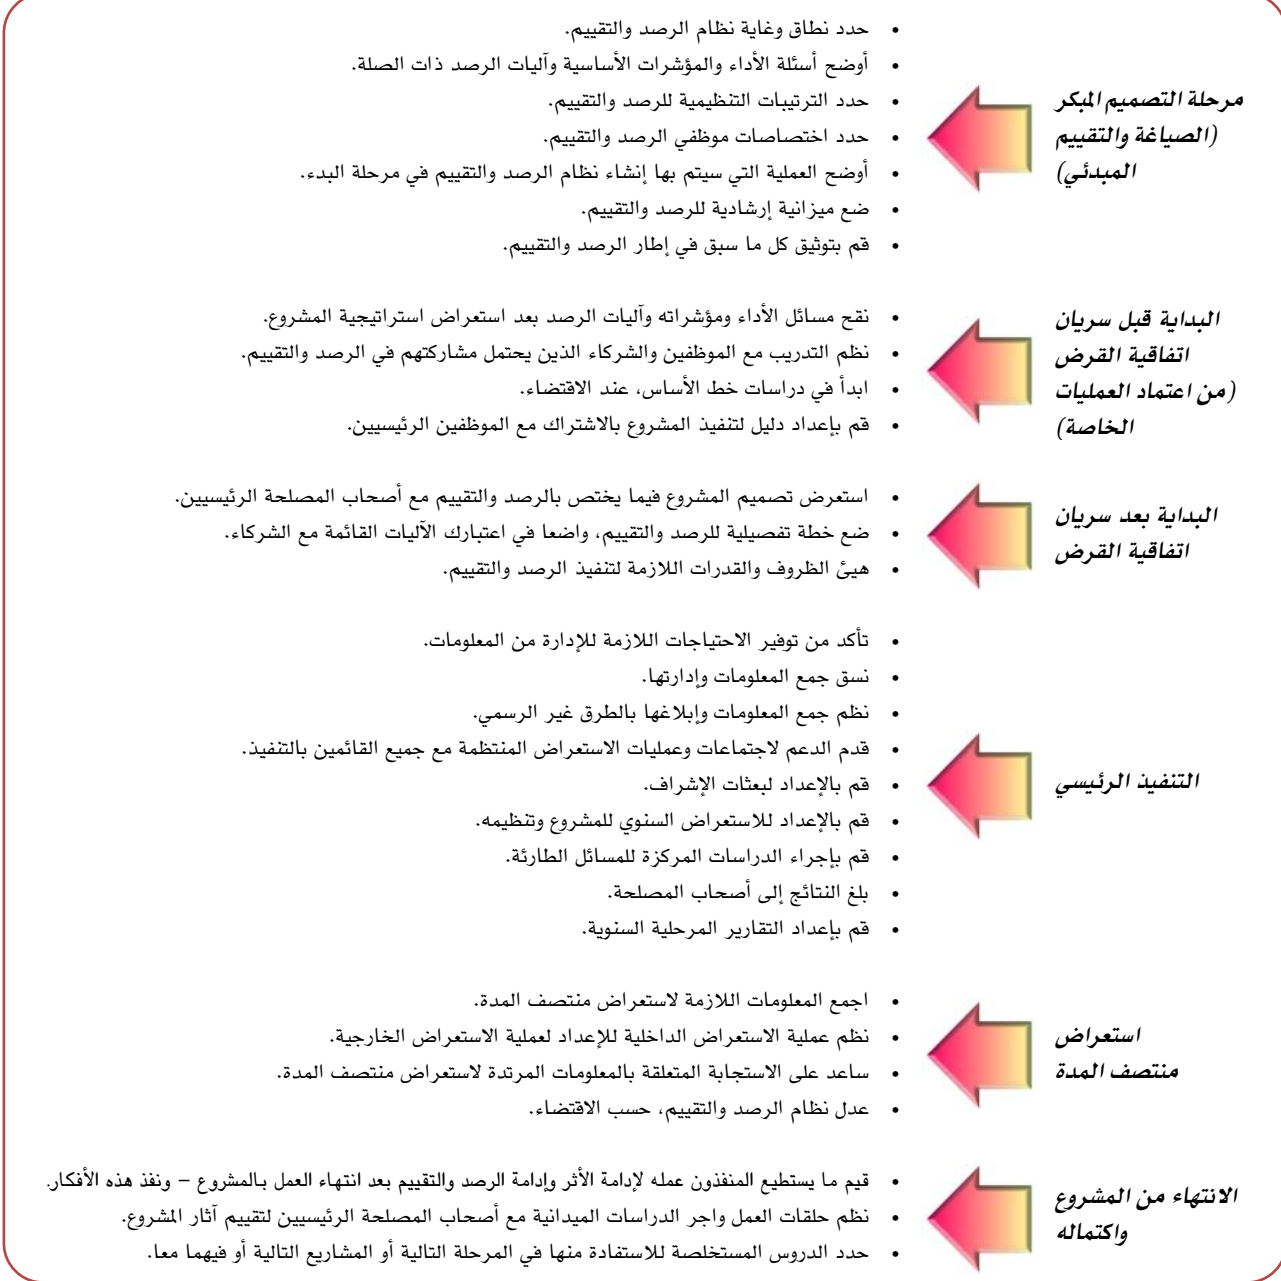 مرحلة التصميم المبكر
(الصياغة والتقييم
المبدئي)
• حدد نطاق وغاية نظام الرصد والتقييم.
• أوضح أسئلة الأداء والمؤشرات الأساسية وآليات الرصد ذات الصلة.
• حدد الترتيبات التنظيمية للرصد والتقييم.
• حدد اختصاصات موظفي الرصد والتقييم.
• أوضح العملية التي سيتم بها إنشاء نظام الرصد والتقييم في مرحلة البدء.
• ضع ميزانية إرشادية للرصد والتقييم.
• قم بتوثيق كل ما سبق في إطار الرصد والتقييم.
البداية قبل سريان
اتفاقية القرض
(من اعتماد العمليات
الخاصة)
• نقح مسائل الأداء ومؤشراته وآليات الرصد بعد استعراض استراتيجية المشروع.
• نظم التدريب مع الموظفين والشركاء الذين يحتمل مشاركتهم في الرصد والتقييم.
• ابدأ في دراسات خط الأساس، عند الاقتضاء.
• قم بإعداد دليل لتنفيذ المشروع بالاشتراك مع الموظفين الرئيسيين.
البداية بعد سريان
اتفاقية القرض
• استعرض تصميم المشروع فيما يختص بالرصد والتقييم مع أصحاب المصلحة الرئيسيين.
• ضع خطة تفصيلية للرصد والتقييم، واضعا في اعتبارك الآليات القائمة مع الشركاء.
• هيئ الظروف والقدرات اللازمة لتنفيذ الرصد والتقييم.
التنفيذ الرئيسي
• تأكد من توفير الاحتياجات اللازمة للإدارة من المعلومات.
• نسق جمع المعلومات وإدارتها.
• نظم جمع المعلومات وإبلاغها بالطرق غير الرسمي.
• قدم الدعم لاجتماعات وعمليات الاستعراض المنتظمة مع جميع القائمين بالتنفيذ.
• قم بالإعداد لبعثات الإشراف.
• قم بالإعداد للاستعراض السنوي للمشروع وتنظيمه.
• قم بإجراء الدراسات المركزة للمسائل الطارئة.
• بلغ النتائج إلى أصحاب المصلحة.
• قم بإعداد التقارير المرحلية السنوية.
استعراض
منتصف المدة
• اجمع المعلومات اللازمة لاستعراض منتصف المدة.
• نظم عملية الاستعراض الداخلية للإعداد لعملية الاستعراض الخارجية.
• ساعد على الاستجابة المتعلقة بالمعلومات المرتدة لاستعراض منتصف المدة.
• عدل نظام الرصد والتقييم، حسب الاقتضاء.
الانتهاء من المشروع
واكتماله
• قيم ما يستطيع المنفذون عمله لإدامة الأثر وإدامة الرصد والتقييم بعد انتهاء العمل بالمشروع – ونفذ هذه الأفكار.
• نظم حلقات العمل واجر الدراسات الميدانية مع أصحاب المصلحة الرئيسيين لتقييم آثار المشروع.
• حدد الدروس المستخلصة للاستفادة منها في المرحلة التالية أو المشاريع التالية أو فيهما معا.